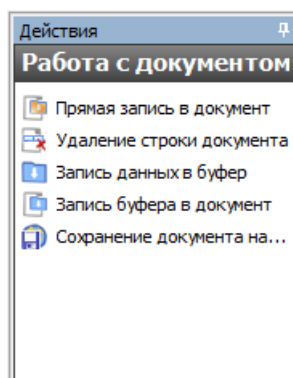 Действия
Работа с документом
Прямая запись в документ
Удаление строки документа
Запись данных в буфер
Запись буфера в документ
Сохранение документа на...